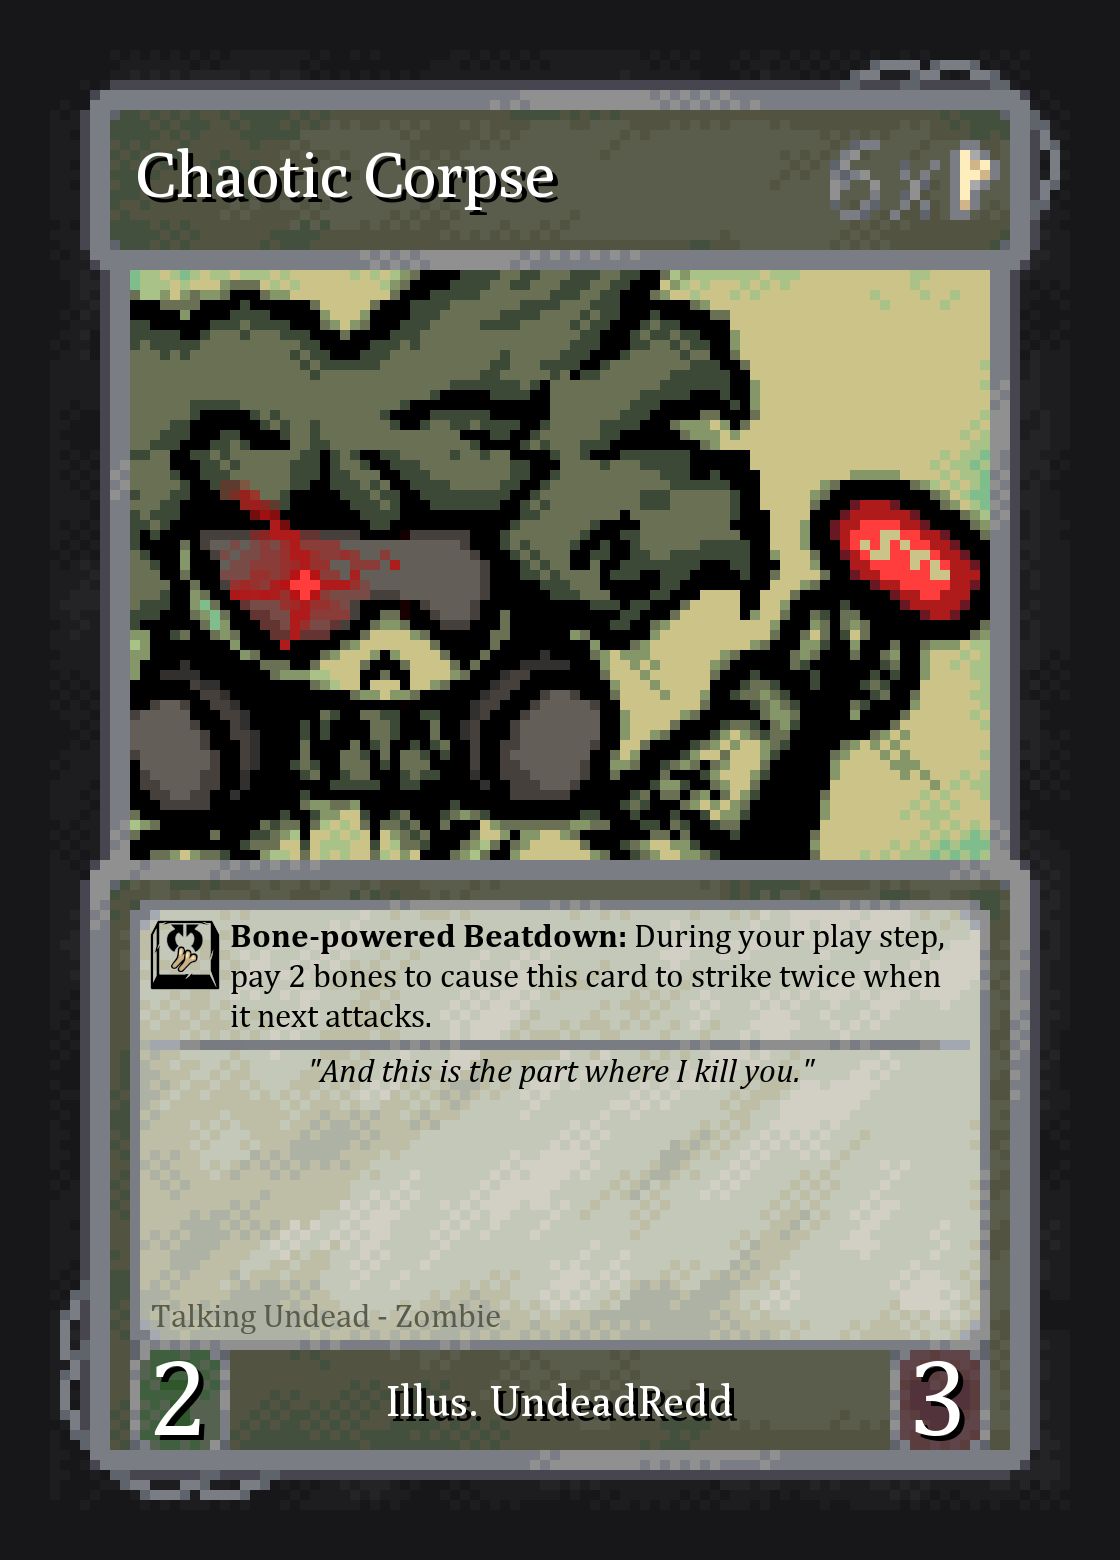 Chaotic Corpse
6x
Bone-powered Beatdown: During your play step,
pay 2 bones to cause this card to strike twice when
it next attacks.
"And this is the part where I kill you."
Talking Undead - Zombie
2
Illus. UndeadRedd
3